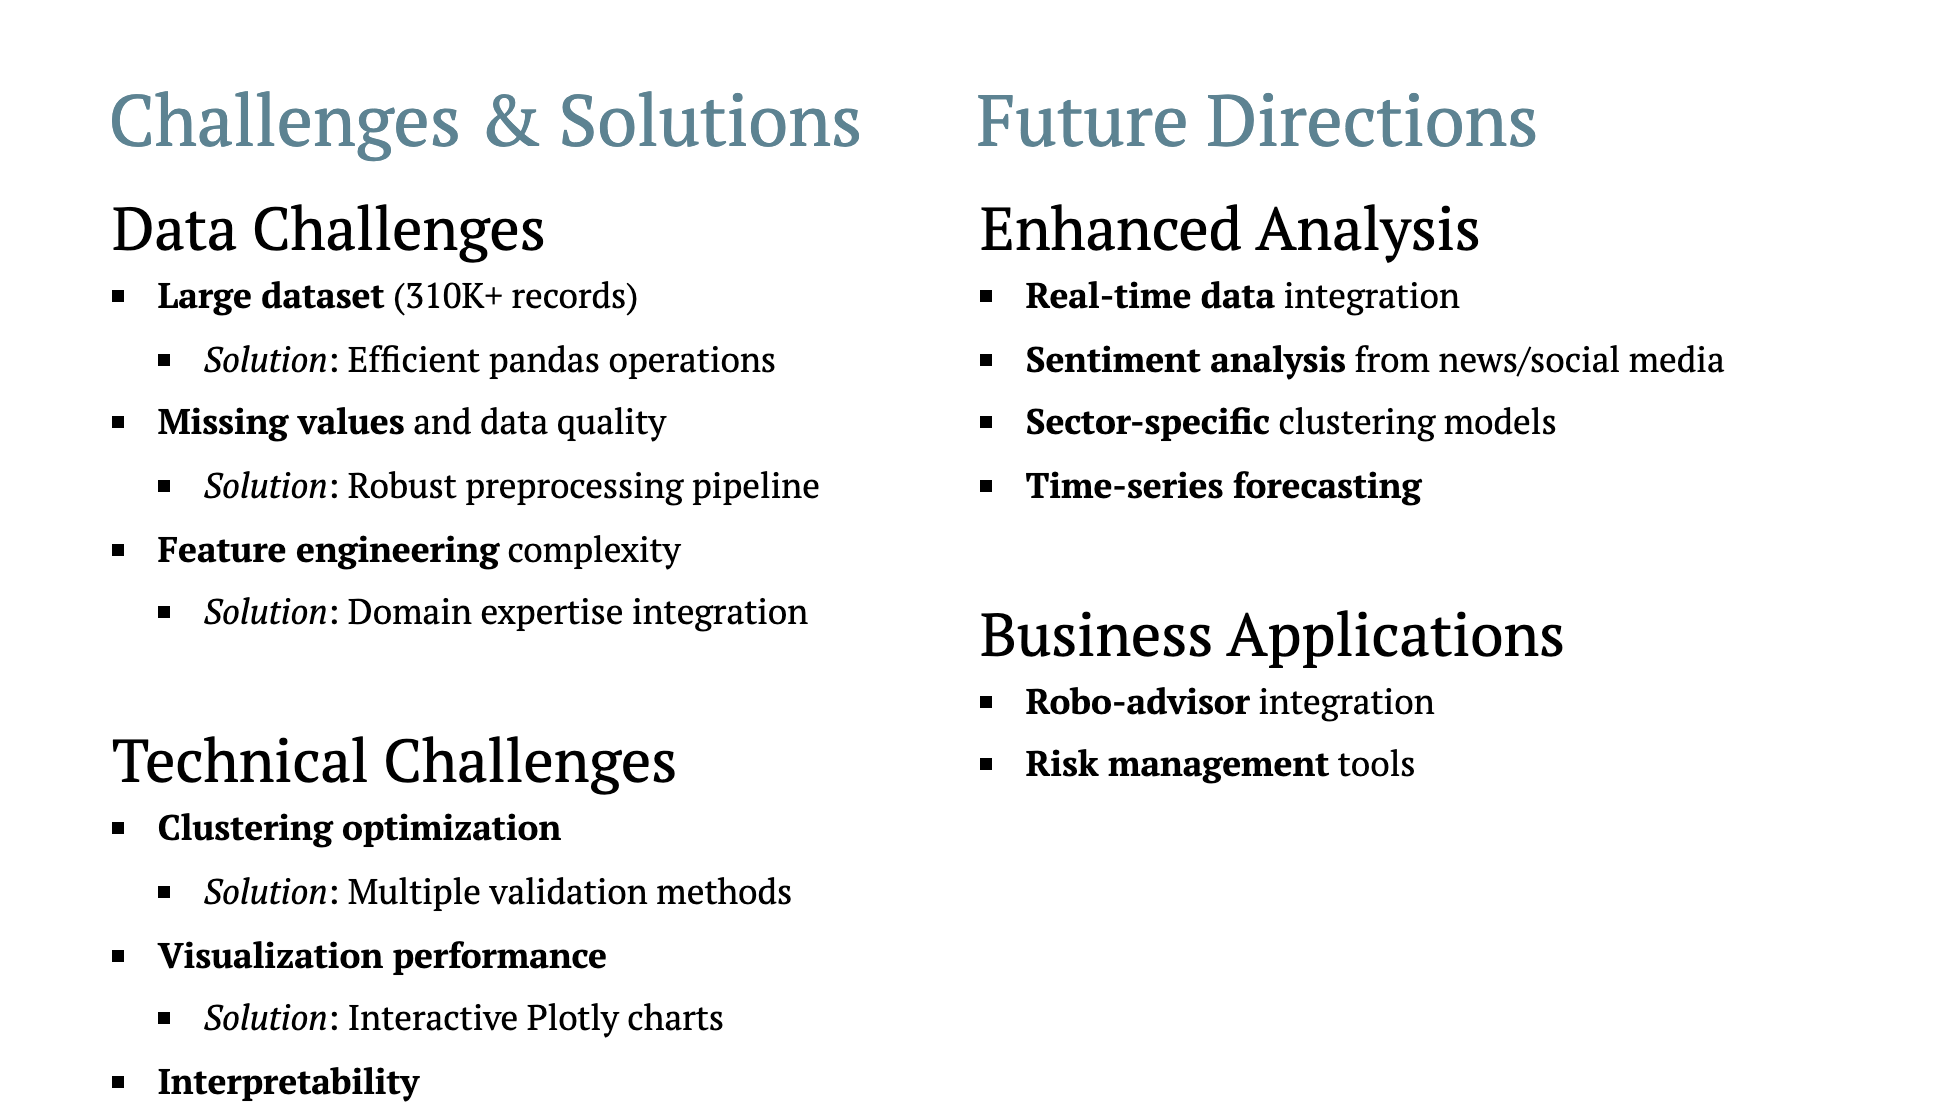 Challenges & Solutions
Data Challenges
Large dataset (310K+ records)
Solution: Efficient pandas operations
Missing values and data quality
Solution: Robust preprocessing pipeline
Feature engineering complexity
Solution: Domain expertise integration
Technical Challenges
Clustering optimization
Solution: Multiple validation methods
Visualization performance
Solution: Interactive Plotly charts
Interpretability
Future Directions
Enhanced Analysis
Real-time data integration
Sentiment analysis from news/social media
Sector-specific clustering models
Time-series forecasting
Business Applications
Robo-advisor integration
Risk management tools